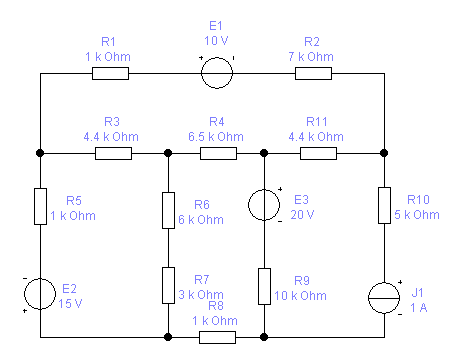 E1
10 V
R1
1 k Ohm
R2
7 k Ohm
+
-
R3
4.4 k Ohm
R4
6.5 k Ohm
R11
4.4 k Ohm
R5
1 k Ohm
R6
6 k Ohm
+
E3
20 V
-
R10
5 k Ohm
-
E2
15 V
+
R7
3 k Ohm
R9
10 k Ohm
+
J1
1 A
-
R8
1 k Ohm